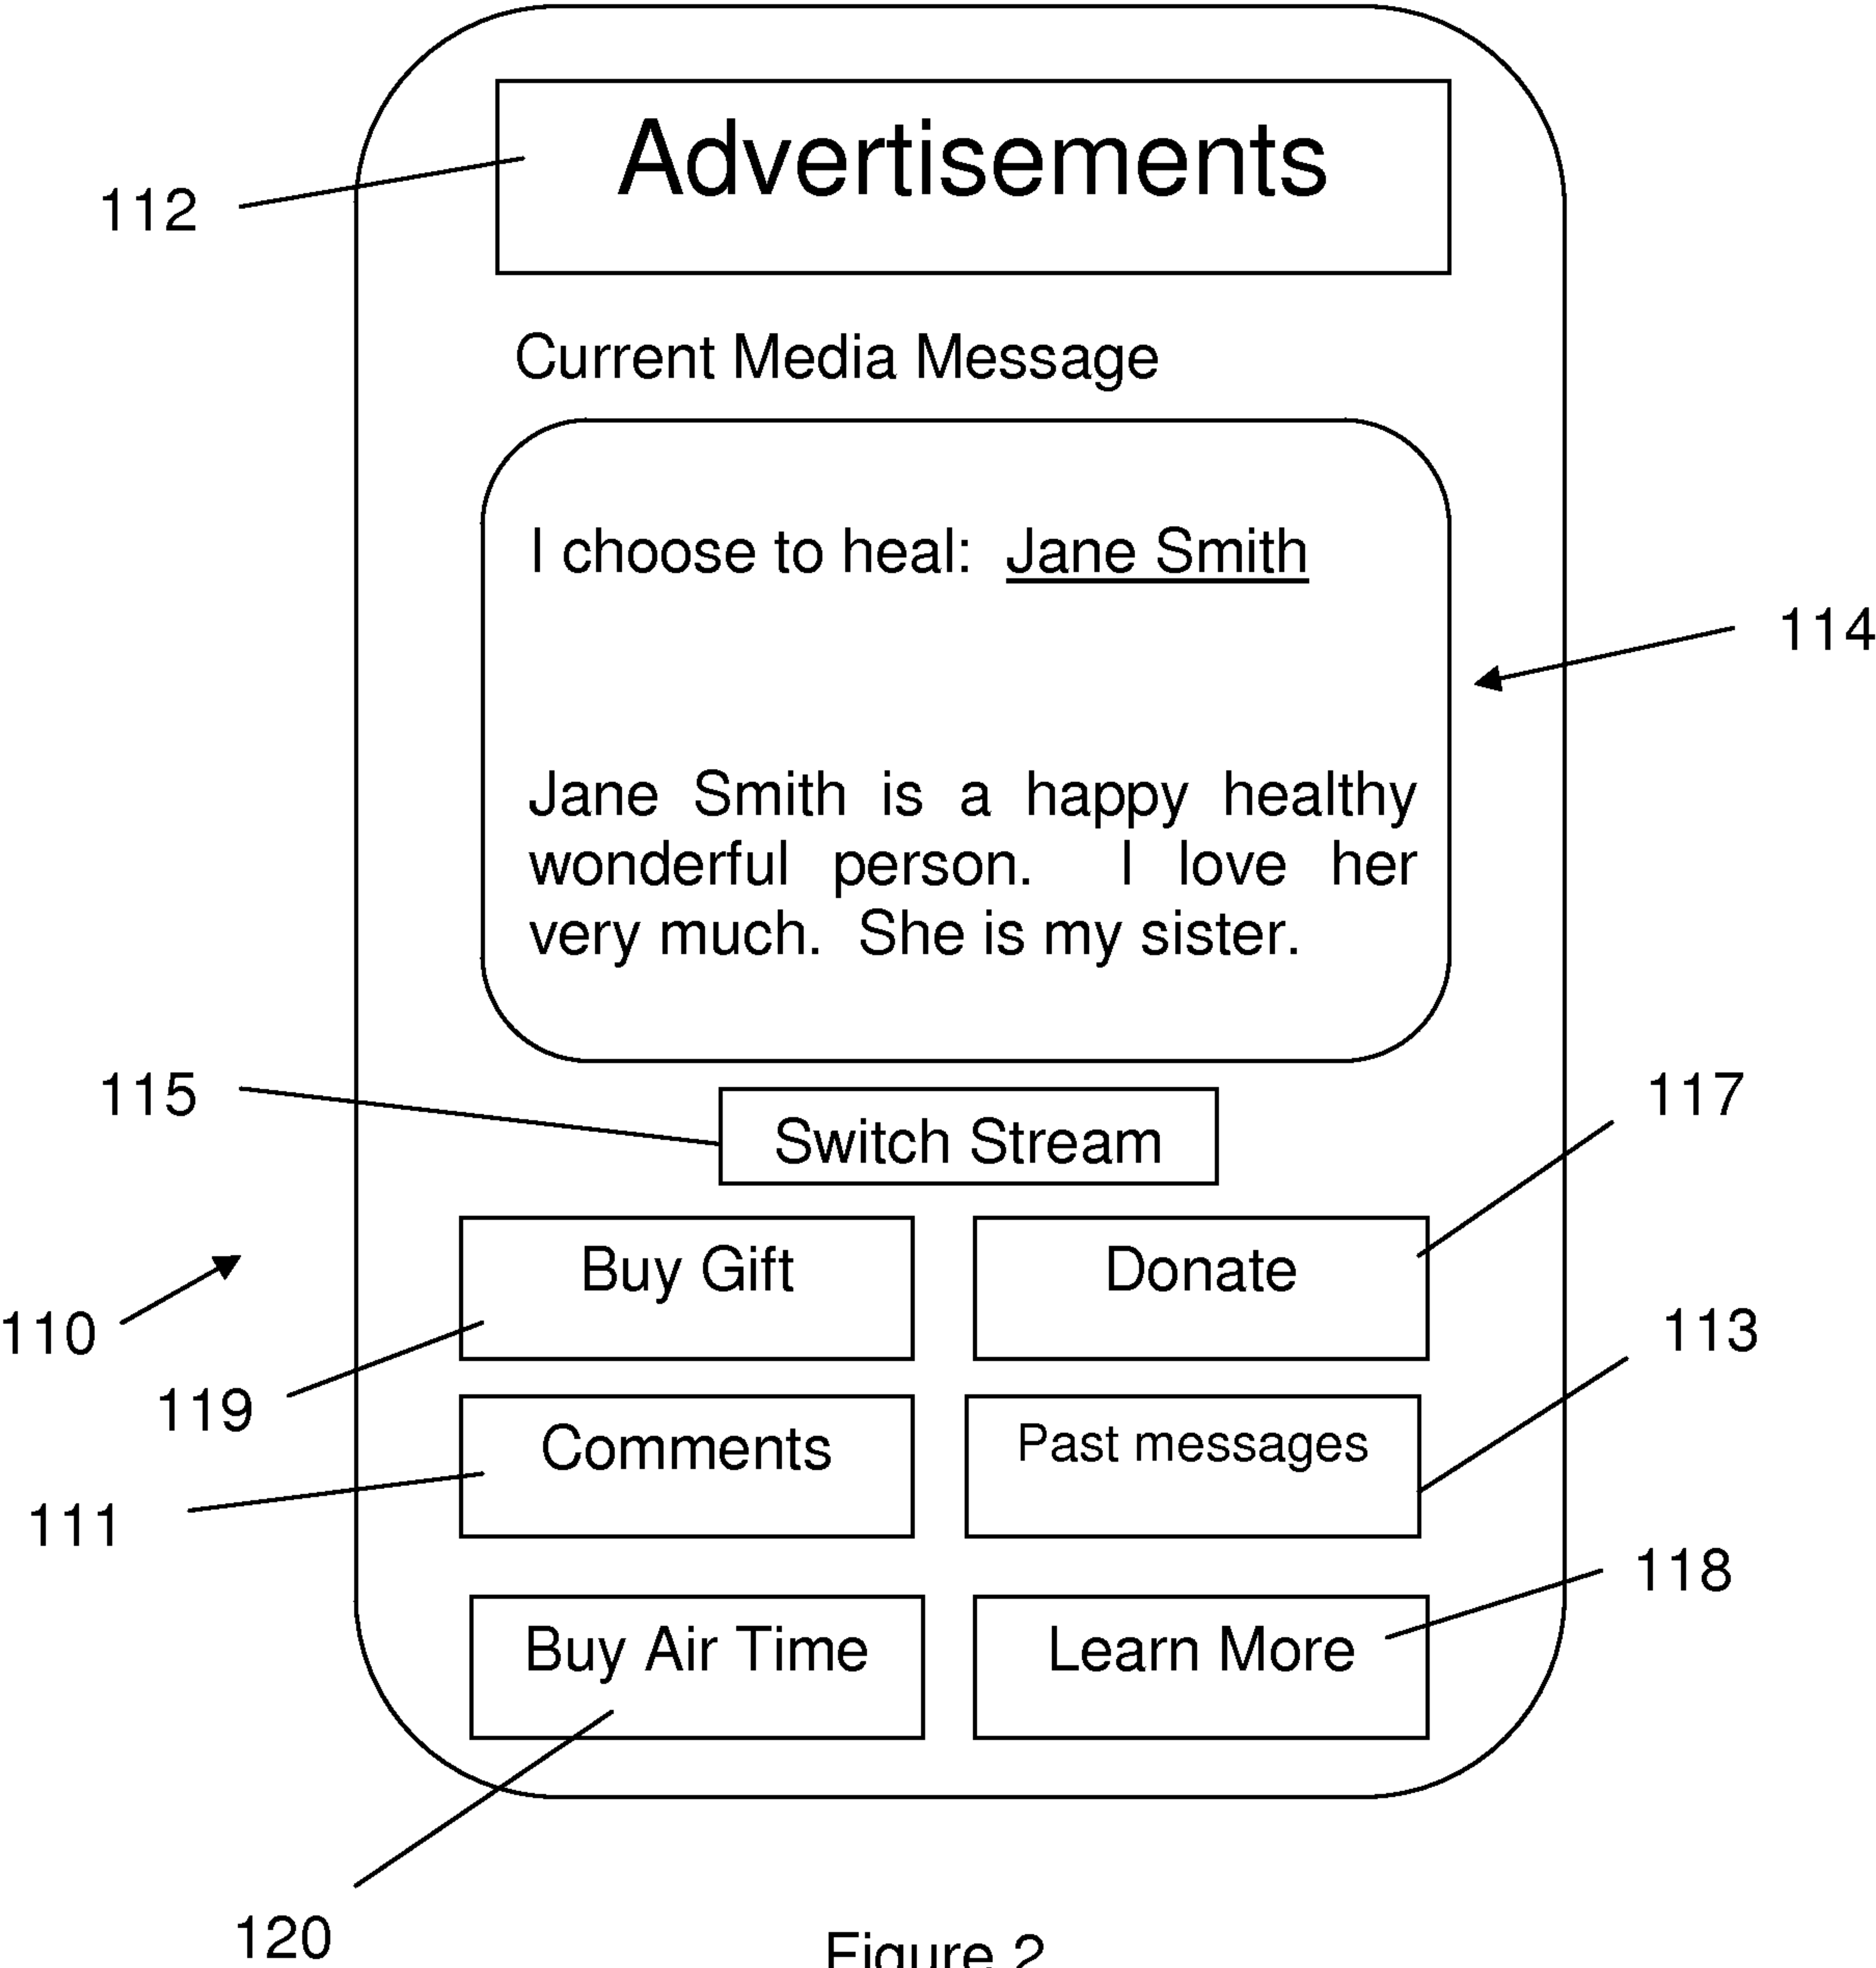 Advertisements
112
Current Media Message
I choose to heal: Jane Smith
114
Jane Smith is a happy healthy
wonderful person. I love her
very much. She is my sister.
115
117
Switch Stream
Buy Gift
Donate
110
113
119
Comments
Past messages
111
118
Buy Air Time
Learn More
120
Figure 2